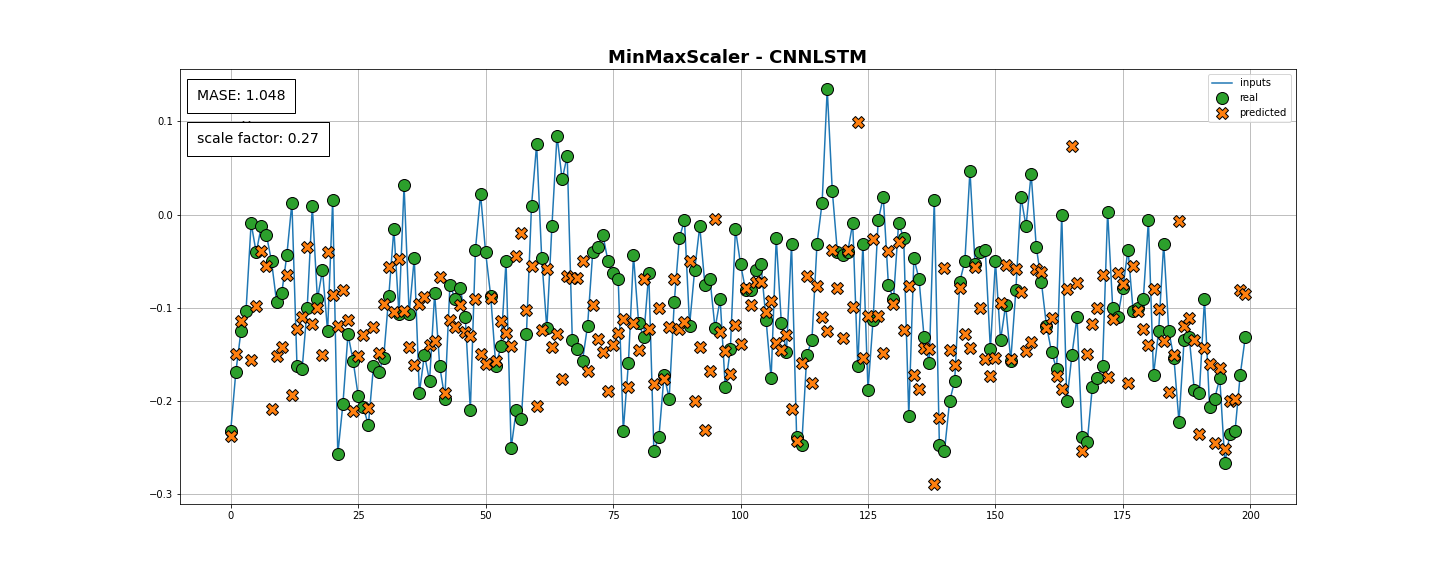 MinMaxScaler - CNNLSTM
MASE: 1.048
scale factor: 0.27
inputs
real
predicted
0.1
0.0
−0.1
−0.2
−0.3
0 25 50 75 100 125 150 175 200